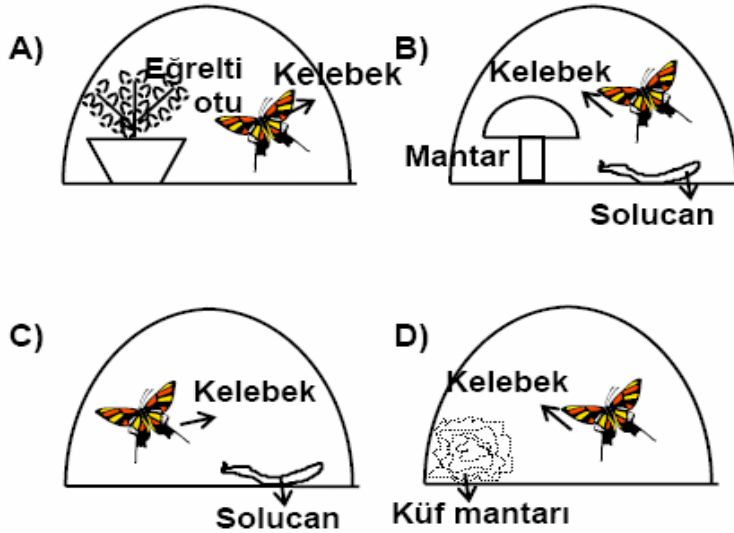 A)
Eğrelti
otu
Kelebek
B)
Kelebek
Mantar
Solucan
C)
Kelebek
Solucan
D)
Kelebek
Küf mantarı